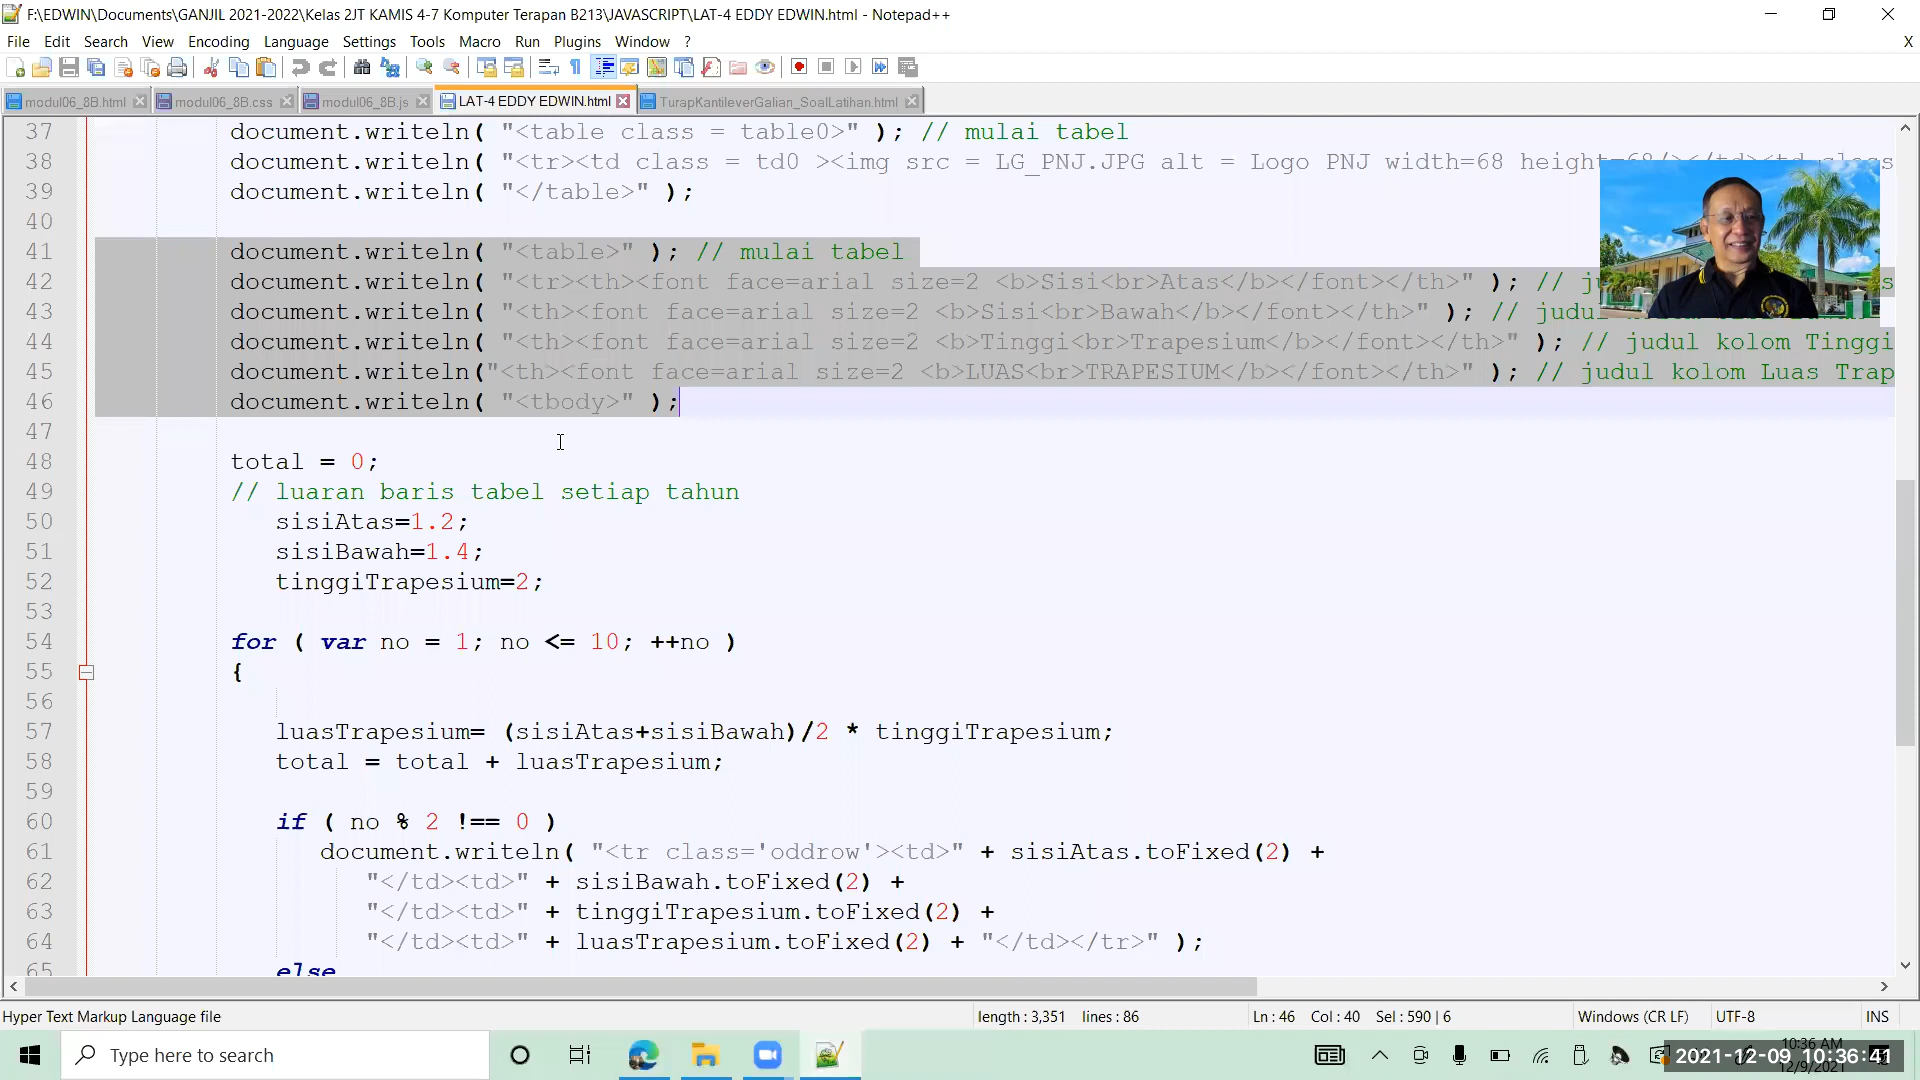 F:\EDWIN\Documents\GANJIL 2021-2022\Kelas 2JT KAMIS 4-7 Komputer Terapan B213\JAVASCRIPT\LAT-4 EDDY EDWIN.html - Notepad++
File Edit Search View Encoding Language Settings Tools Macro Run Plugins Window ? X
modul06_8B.html modul06_8B.css modul06_8B.js LAT-4 EDDY EDWIN.html TurapKantileverGalian_SoalLatihan.html
37 document.writeln( "<table class = table0>" ); // mulai tabel
38 document.writeln( "<tr><td class = td0 ><img src = LG_PNJ.JPG alt = Logo PNJ width=68 height=68/></td><td class
39 document.writeln( "</table>" );
40
41 document.writeln( "<table>" ); // mulai tabel
42 document.writeln( "<tr><th><font face=arial size=2 <b>Sisi<br>Atas</b></font></th>" ); //
43 document.writeln( "<th><font face=arial size=2 <b>Sisi<br>Bawah</b></font></th>" ); // judul
44 document.writeln( "<th><font face=arial size=2 <b>Tinggi<br>Trapesium</b></font></th>" ); // judul kolom Tinggi
45 document.writeln("<th><font face=arial size=2 <b>LUAS<br>TRAPESIUM</b></font></th>" ); // judul kolom Luas Trap
46 document.writeln( "<tbody>" );
47
48 total = 0;
49 // luaran baris tabel setiap tahun
50 sisiAtas=1.2;
51 sisiBawah=1.4;
52 tinggiTrapesium=2;
53
54 for ( var no = 1; no <= 10; ++no )
55 {
56
57 luasTrapesium= (sisiAtas+sisiBawah)/2 * tinggiTrapesium;
58 total = total + luasTrapesium;
59
60 if ( no % 2 !== 0 )
61 document.writeln( "<tr class='oddrow'><td>" + sisiAtas.toFixed(2) +
62 "</td><td>" + sisiBawah.toFixed(2) +
63 "</td><td>" + tinggiTrapesium.toFixed(2) +
64 "</td><td>" + luasTrapesium.toFixed(2) + "</td></tr>" );
65 else
Hyper Text Markup Language file length : 3,351 lines : 86 Ln : 46 Col : 40 Sel : 590 | 6 Windows (CR LF) UTF-8 INS
Type here to search
10:36 AM
2021-12-09 10:36:41